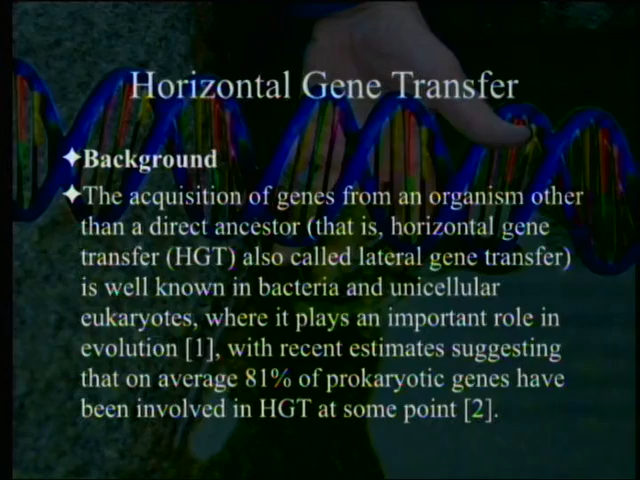 Horizontal Gene Transfer
✦Background
✦The acquisition of genes from an organism other
than a direct ancestor (that is, horizontal gene
transfer (HGT) also called lateral gene transfer)
is well known in bacteria and unicellular
eukaryotes, where it plays an important role in
evolution [1], with recent estimates suggesting
that on average 81% of prokaryotic genes have
been involved in HGT at some point [2].